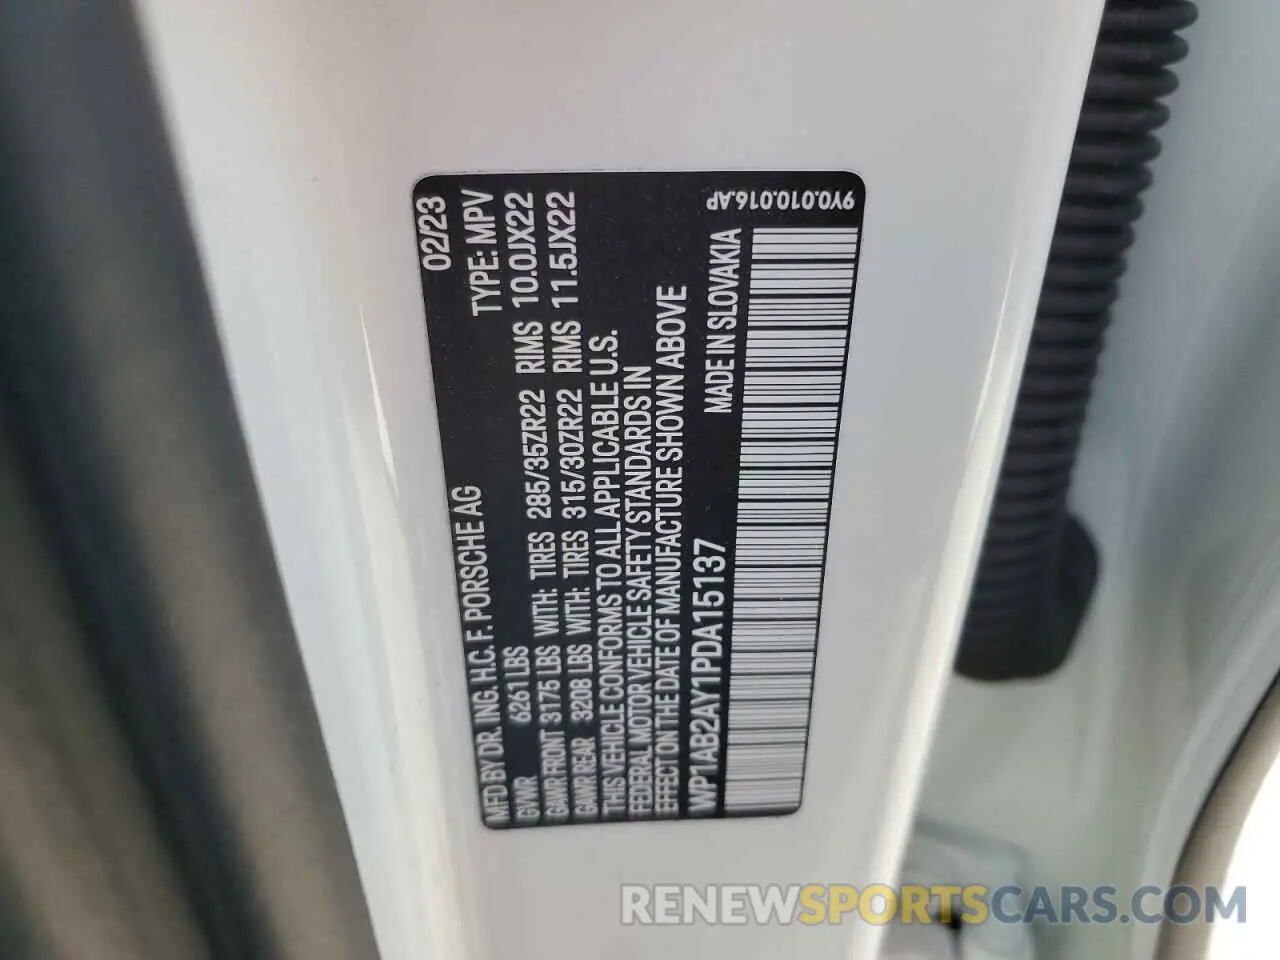 MFD BY DR. ING. H.C. F. PORSCHE AG 02/23
GVWR 6261 LBS TYPE: MPV
GAWR FRONT 3175 LBS WITH: TIRES 285/35ZR22 RIMS 10.0JX22
GAWR REAR 3208 LBS WITH: TIRES 315/30ZR22 RIMS 11.5JX22
THIS VEHICLE CONFORMS TO ALL APPLICABLE U.S.
FEDERAL MOTOR VEHICLE SAFETY STANDARDS IN
EFFECT ON THE DATE OF MANUFACTURE SHOWN ABOVE
WP1AB2AY1PDA15137 MADE IN SLOVAKIA
9Y0.010.016.AP
RENEWSPORTSCARS.COM